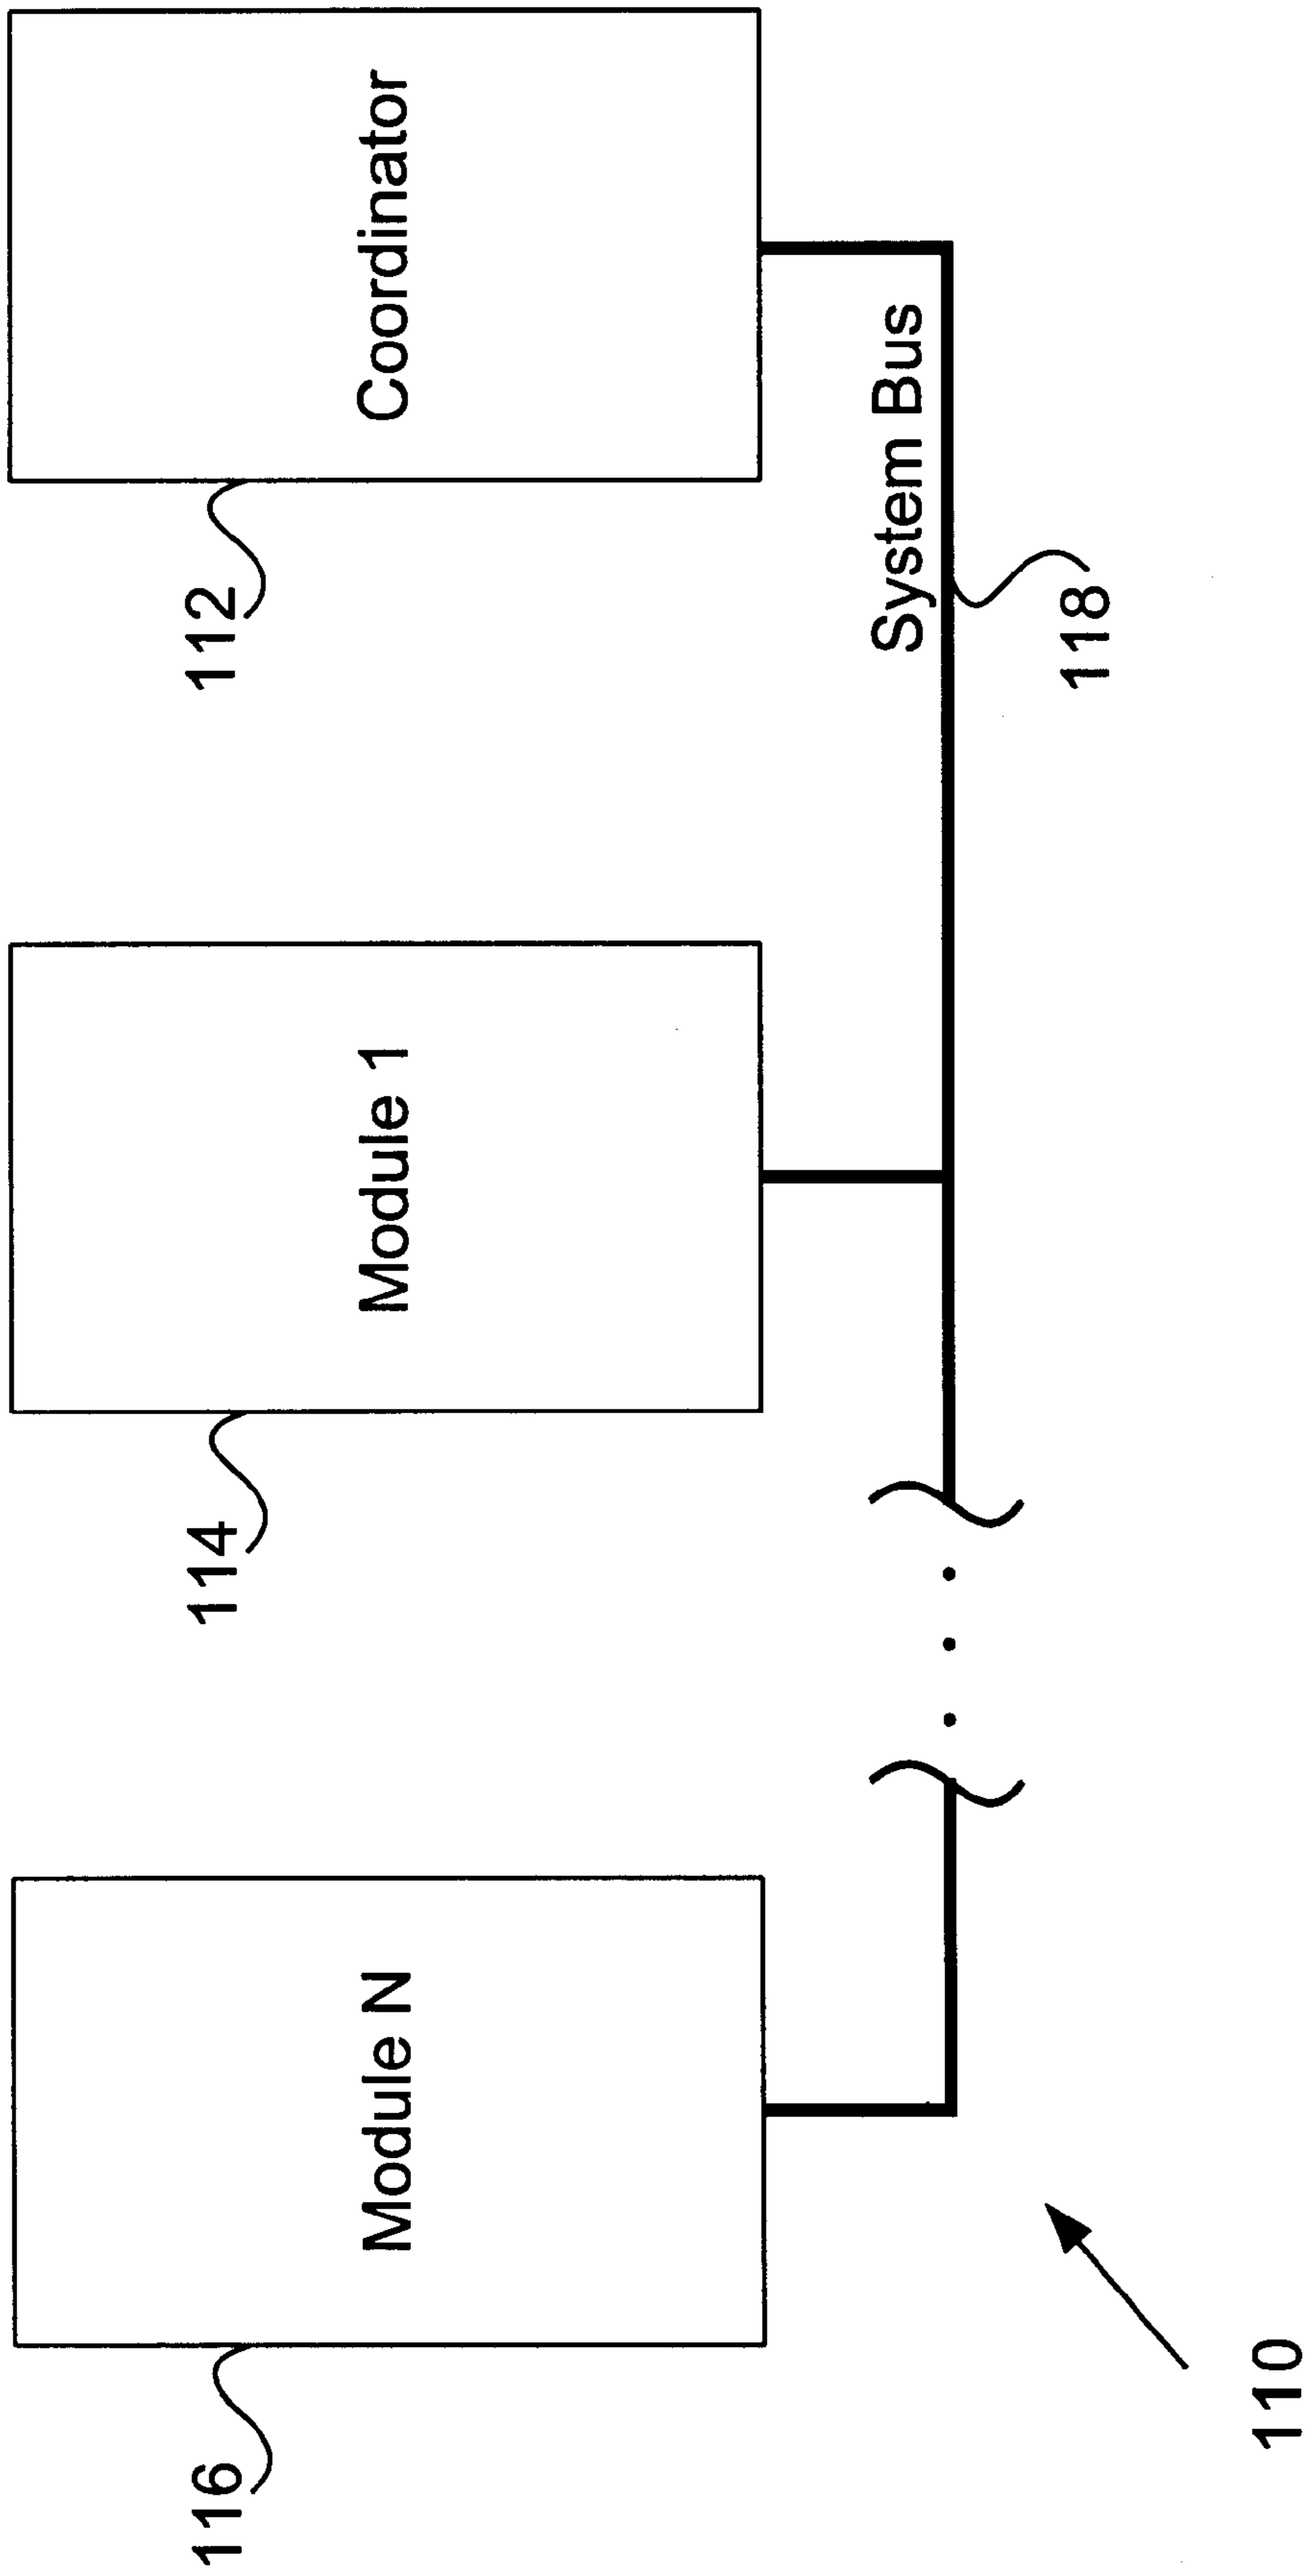 116
Module N
114
Module 1
112
Coordinator
System Bus
118
110